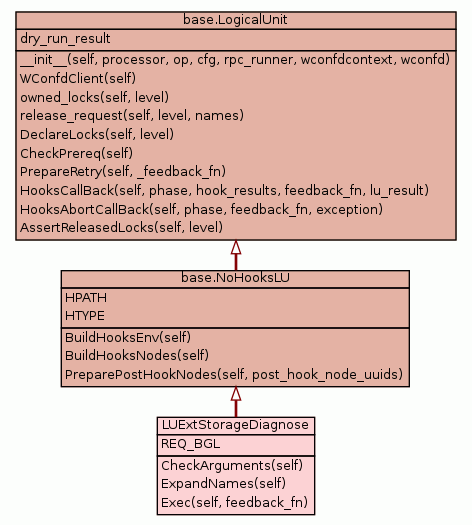 base.LogicalUnit
dry_run_result
__init__(self, processor, op, cfg, rpc_runner, wconfdcontext, wconfd)
WConfdClient(self)
owned_locks(self, level)
release_request(self, level, names)
DeclareLocks(self, level)
CheckPrereq(self)
PrepareRetry(self, _feedback_fn)
HooksCallBack(self, phase, hook_results, feedback_fn, lu_result)
HooksAbortCallBack(self, phase, feedback_fn, exception)
AssertReleasedLocks(self, level)
base.NoHooksLU
HPATH
HTYPE
BuildHooksEnv(self)
BuildHooksNodes(self)
PreparePostHookNodes(self, post_hook_node_uuids)
LUExtStorageDiagnose
REQ_BGL
CheckArguments(self)
ExpandNames(self)
Exec(self, feedback_fn)